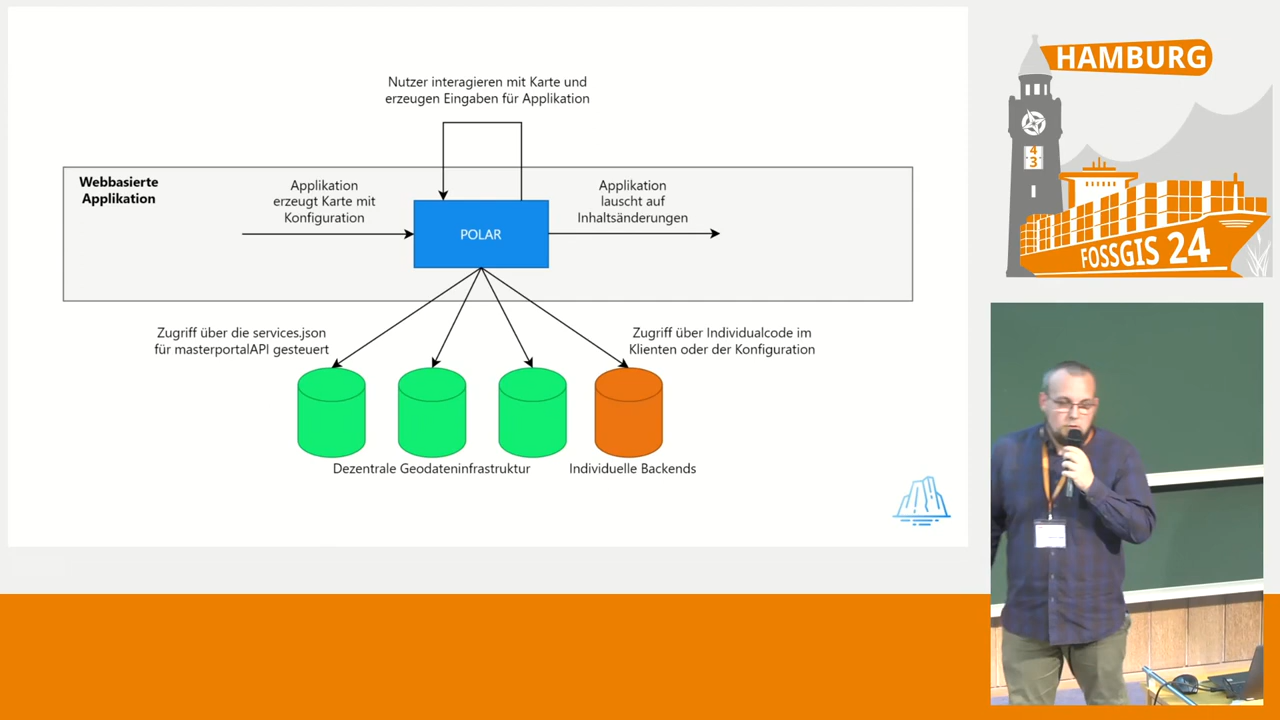 Nutzer interagieren mit Karte und
erzeugen Eingaben für Applikation
Webbasierte
Applikation
Applikation
erzeugt Karte mit
Konfiguration
POLAR
Applikation
lauscht auf
Inhaltsänderungen
Zugriff über die services.json
für masterportalAPI gesteuert
Zugriff über Individualcode im
Klienten oder der Konfiguration
Dezentrale Geodateninfrastruktur
Individuelle Backends
HAMBURG
4
3
FOSSGIS 24